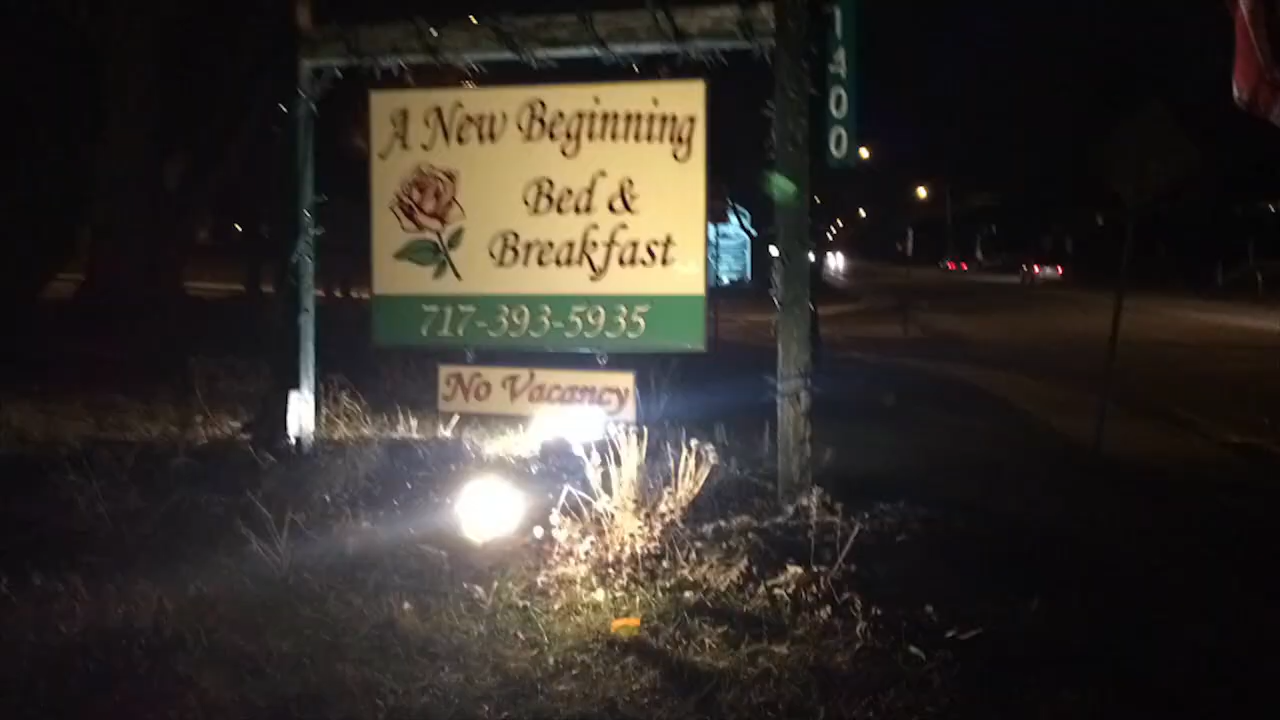 A New Beginning
Bed &
Breakfast
717-393-5935
No Vacancy
1400